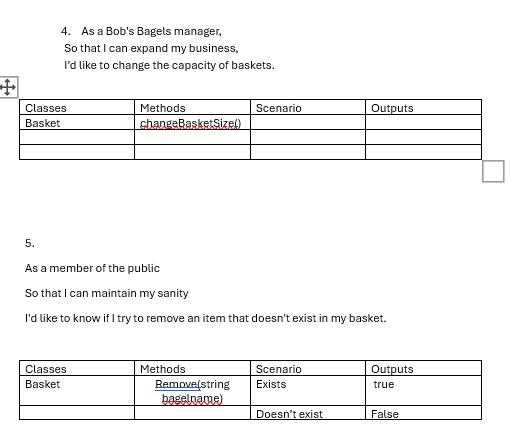 4. As a Bob's Bagels manager,
So that I can expand my business,
I'd like to change the capacity of baskets.
Classes Methods Scenario Outputs
Basket changeBasketSize()
5.
As a member of the public
So that I can maintain my sanity
I'd like to know if I try to remove an item that doesn't exist in my basket.
Classes Methods Scenario Outputs
Basket Remove(string Exists true
bagelname)
Doesn't exist False